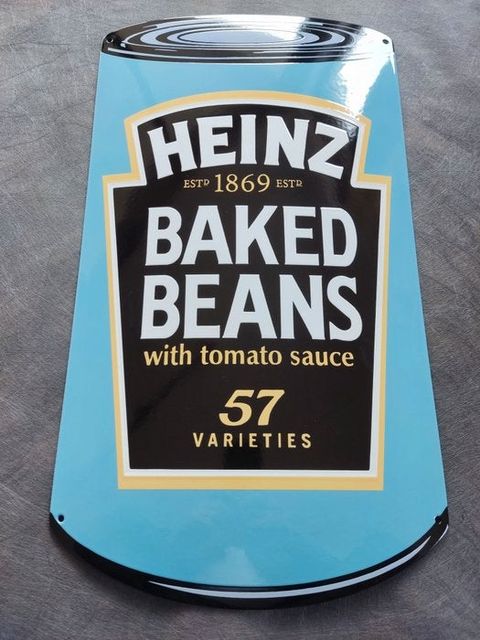 HEINZ
ESTD 1869 ESTD
BAKED
BEANS
with tomato sauce
57
VARIETIES